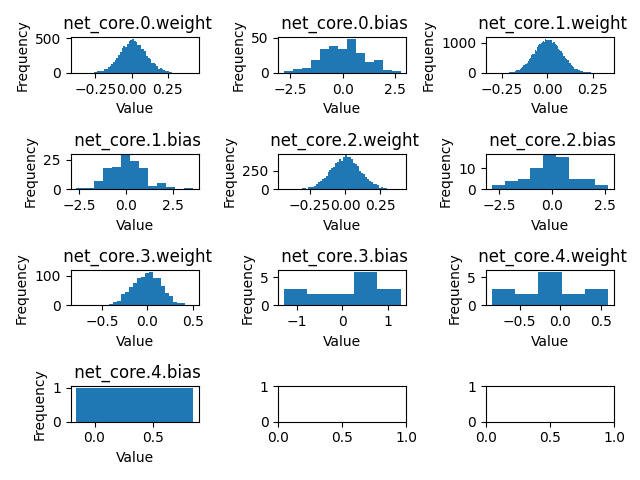 net_core.0.weight
Frequency
500
0
−0.25 0.00 0.25
Value
net_core.0.bias
Frequency
50
0
−2.5 0.0 2.5
Value
net_core.1.weight
Frequency
1000
0
−0.25 0.00 0.25
Value
net_core.1.bias
Frequency
25
0
−2.5 0.0 2.5
Value
net_core.2.weight
Frequency
250
0
−0.25 0.00 0.25
Value
net_core.2.bias
Frequency
10
0
−2.5 0.0 2.5
Value
net_core.3.weight
Frequency
100
0
−0.5 0.0 0.5
Value
net_core.3.bias
Frequency
5
0
−1 0 1
Value
net_core.4.weight
Frequency
5
0
−0.5 0.0 0.5
Value
net_core.4.bias
Frequency
1
0
0.0 0.5
Value
1
0
0.0 0.5 1.0
1
0
0.0 0.5 1.0